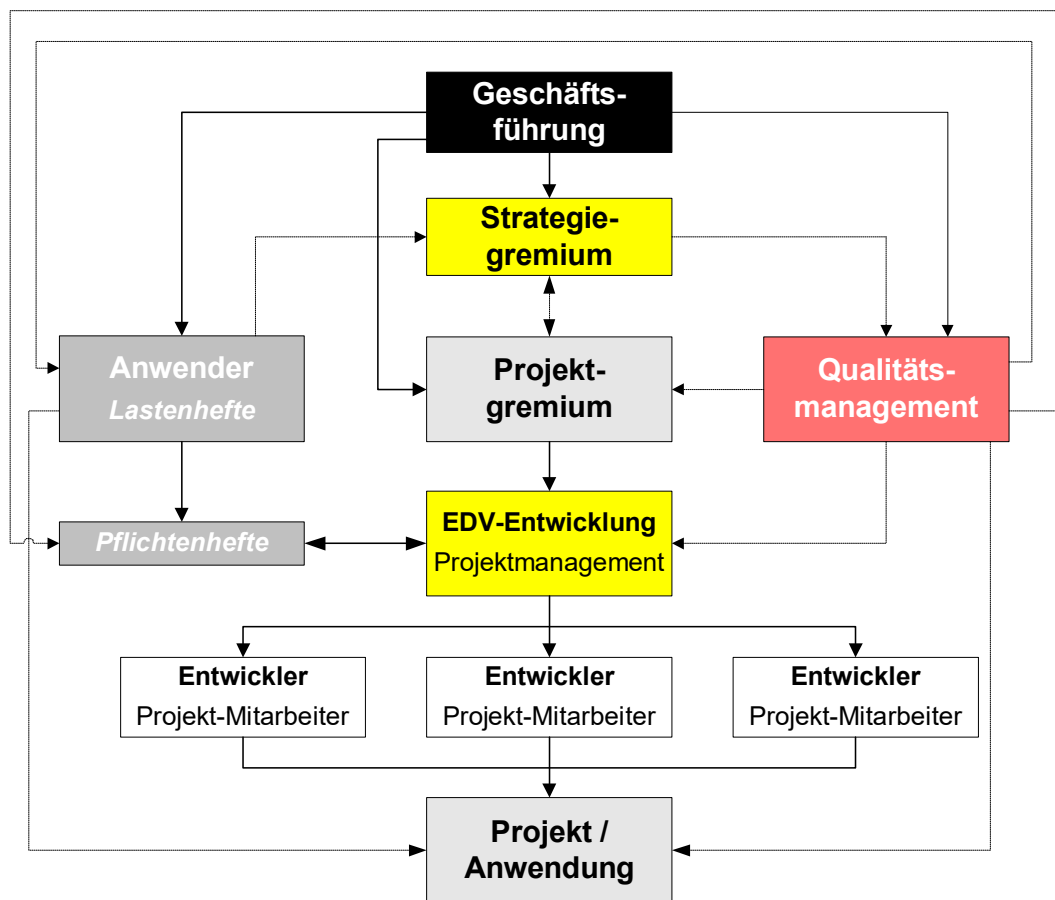 Geschäfts-
führung
Strategie-
gremium
Anwender
Lastenhefte
Projekt-
gremium
Qualitäts-
management
Pflichtenhefte
EDV-Entwicklung
Projektmanagement
Entwickler
Projekt-Mitarbeiter
Entwickler
Projekt-Mitarbeiter
Entwickler
Projekt-Mitarbeiter
Projekt /
Anwendung